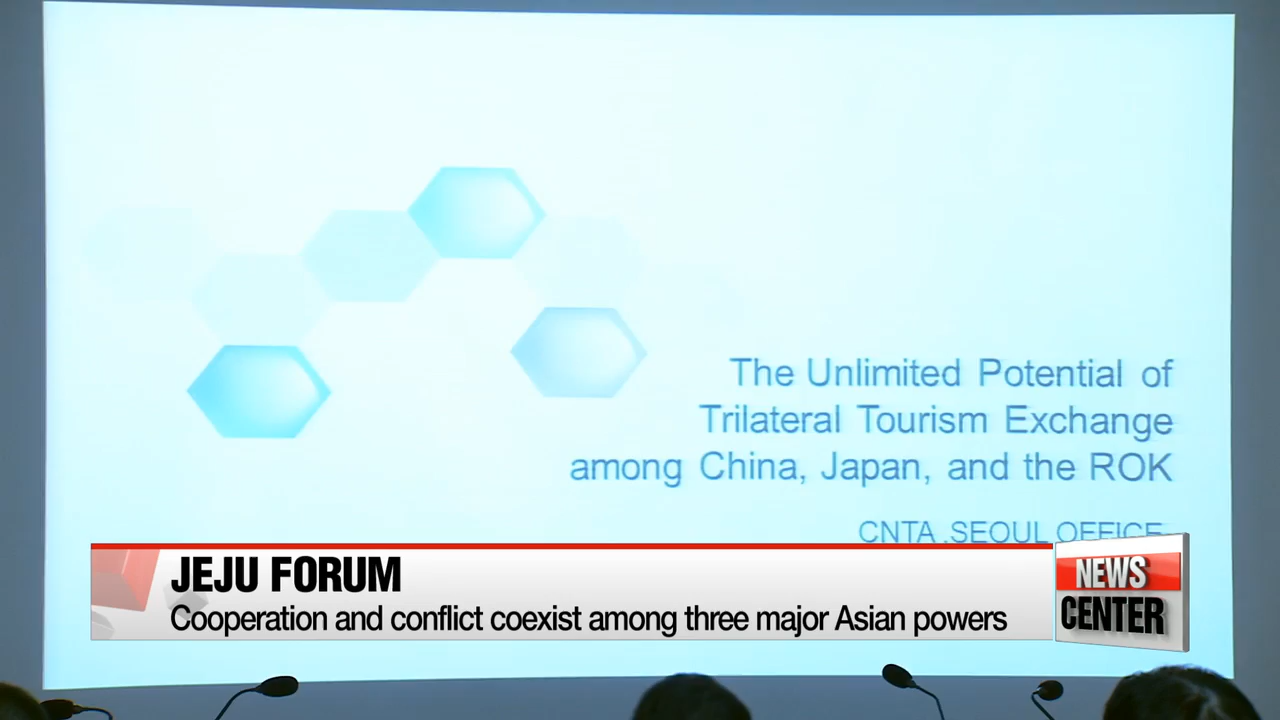 The Unlimited Potential of
Trilateral Tourism Exchange
among China, Japan, and the ROK
CNTA .SEOUL OFFICE
JEJU FORUM
Cooperation and conflict coexist among three major Asian powers
NEWS
CENTER